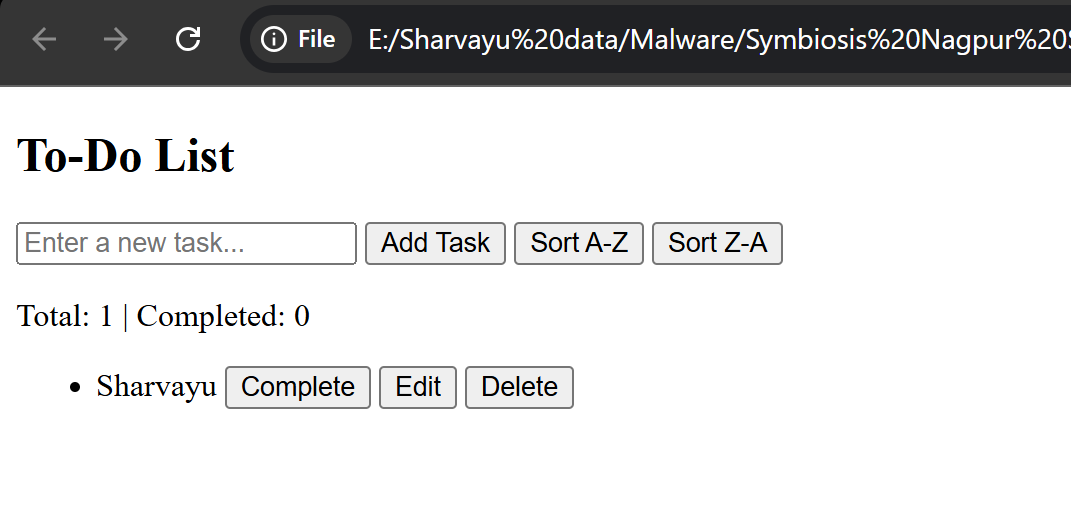 File E:/Sharvayu%20data/Malware/Symbiosis%20Nagpur%20
To-Do List
Enter a new task... Add Task Sort A-Z Sort Z-A
Total: 1 | Completed: 0
• Sharvayu Complete Edit Delete